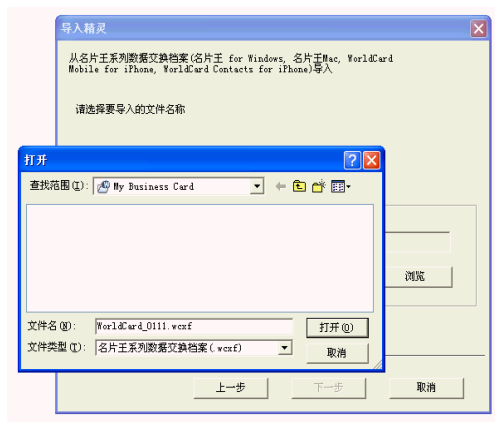 导入精灵
从名片王系列数据交换档案(名片王 for Windows, 名片王Mac, WorldCard
Mobile for iPhone, WorldCard Contacts for iPhone)导入
请选择要导入的文件名称
打开
查找范围(I): My Business Card
浏览
文件名(N): WorldCard_0111.wcxf 打开(O)
文件类型(T): 名片王系列数据交换档案(.wcxf) 取消
上一步 下一步 取消